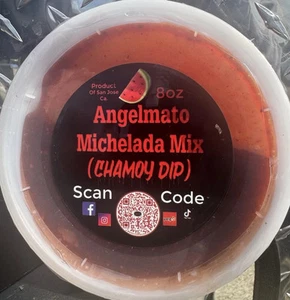 Product
Of San Jose
Ca
8oz
Angelmato
Michelada Mix
(CHAMOY DIP)
Scan Code